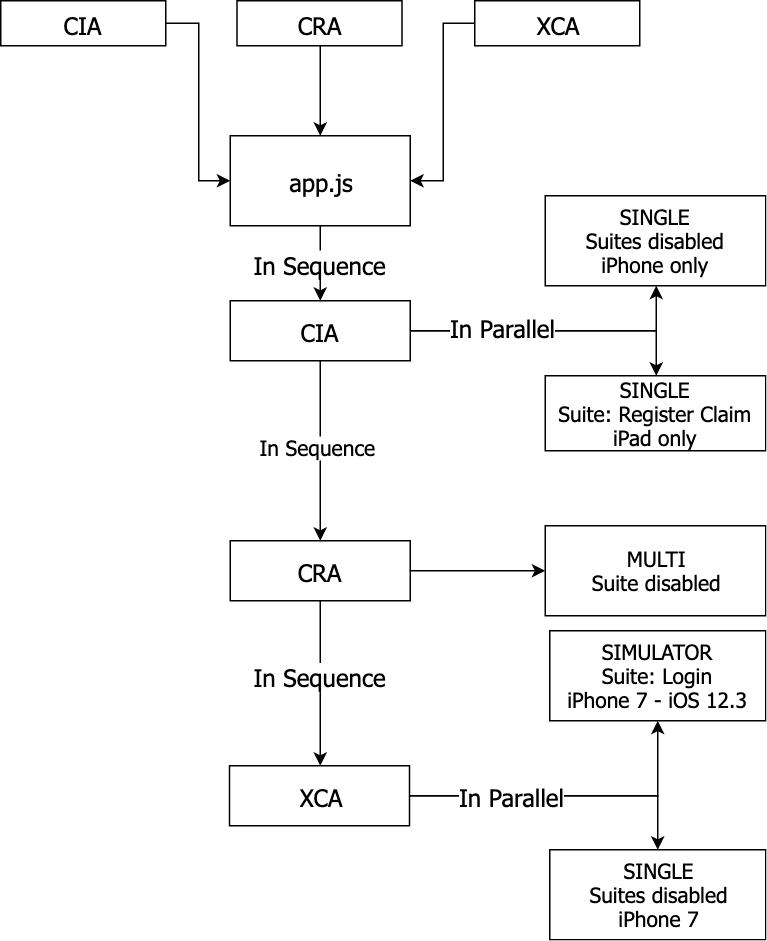 CIA
CRA
XCA
app.js
In Sequence
SINGLE
Suites disabled
iPhone only
CIA
In Parallel
SINGLE
Suite: Register Claim
iPad only
In Sequence
CRA
MULTI
Suite disabled
In Sequence
SIMULATOR
Suite: Login
iPhone 7 - iOS 12.3
XCA
In Parallel
SINGLE
Suites disabled
iPhone 7